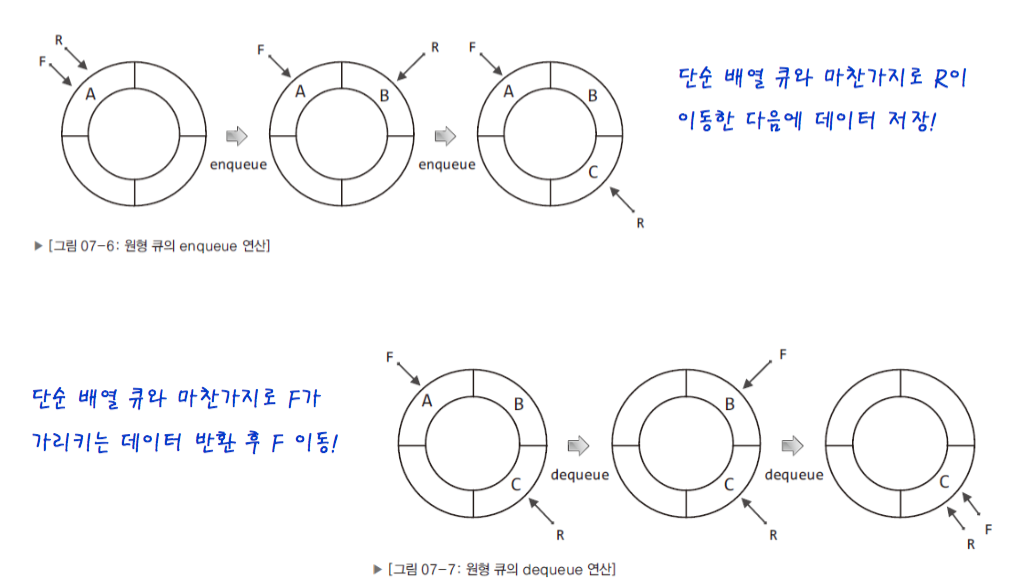 R
F
A
F
R
A
B
F
A
B
C
R
enqueue
enqueue
단순 배열 큐와 마찬가지로 R이
이동한 다음에 데이터 저장!
▶ [그림 07-6: 원형 큐의 enqueue 연산]
단순 배열 큐와 마찬가지로 F가
가리키는 데이터 반환 후 F 이동!
F
A
B
C
R
dequeue
F
B
C
R
dequeue
C
F
R
▶ [그림 07-7: 원형 큐의 dequeue 연산]